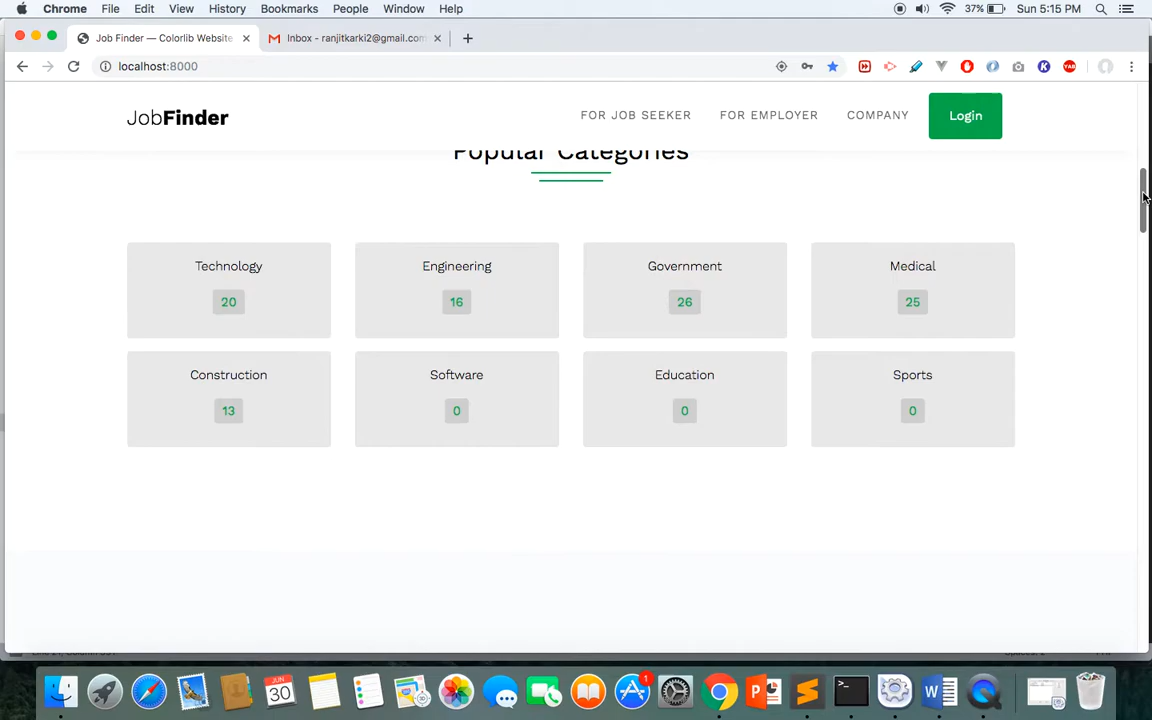 Chrome File Edit View History Bookmarks People Window Help 37% Sun 5:15 PM
Job Finder — Colorlib Website Inbox - ranjitkarki2@gmail.com
localhost:8000
JobFinder FOR JOB SEEKER FOR EMPLOYER COMPANY Login
Popular Categories
Technology Engineering Government Medical
20 16 26 25
Construction Software Education Sports
13 0 0 0
JUN
30
1